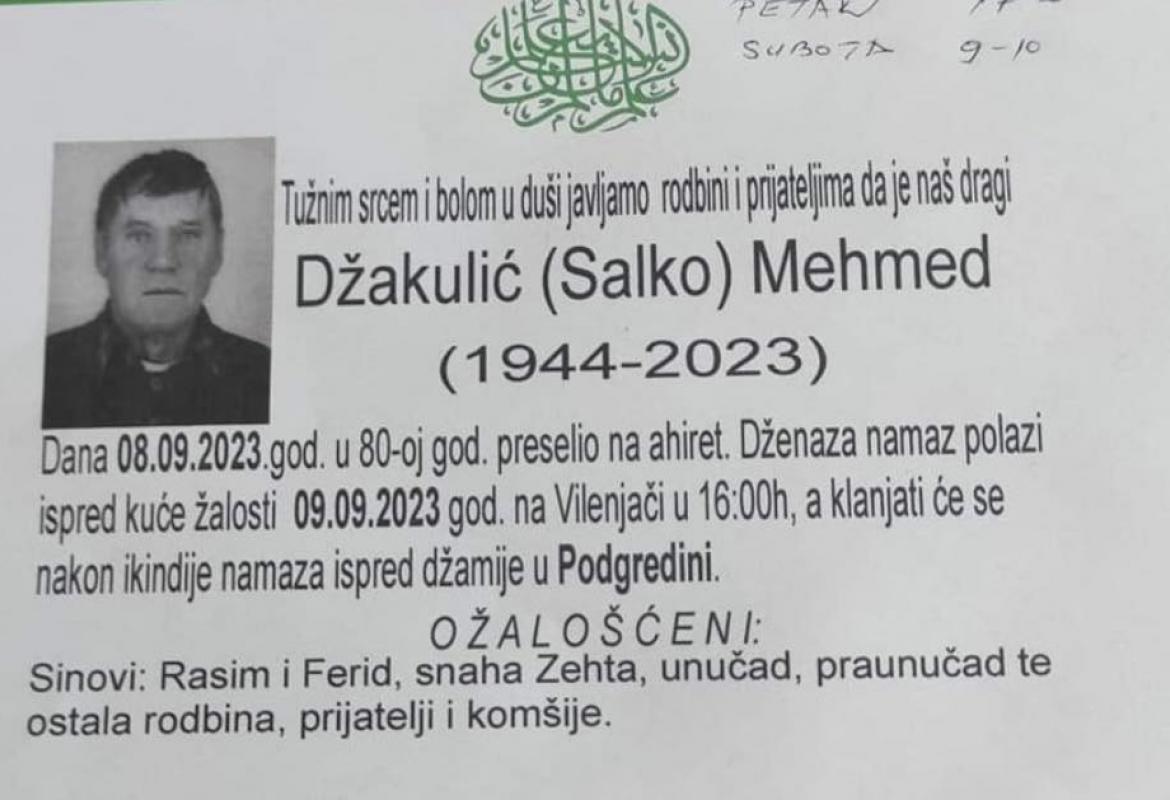 PETAK
SUBOTA 9-10
Tužnim srcem i bolom u duši javljamo rodbini i prijateljima da je naš dragi
Džakulić (Salko) Mehmed
(1944-2023)
Dana 08.09.2023.god. u 80-oj god. preselio na ahiret. Dženaza namaz polazi
ispred kuće žalosti 09.09.2023 god. na Vilenjači u 16:00h, a klanjati će se
nakon ikindije namaza ispred džamije u Podgredini.
OŽALOŠĆENI:
Sinovi: Rasim i Ferid, snaha Zehta, unučad, praunučad te
ostala rodbina, prijatelji i komšije.